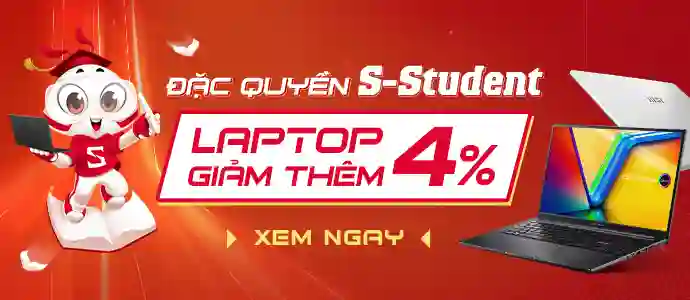 ĐẶC QUYỀN S-Student
LAPTOP
GIẢM THÊM 4%
XEM NGAY
S